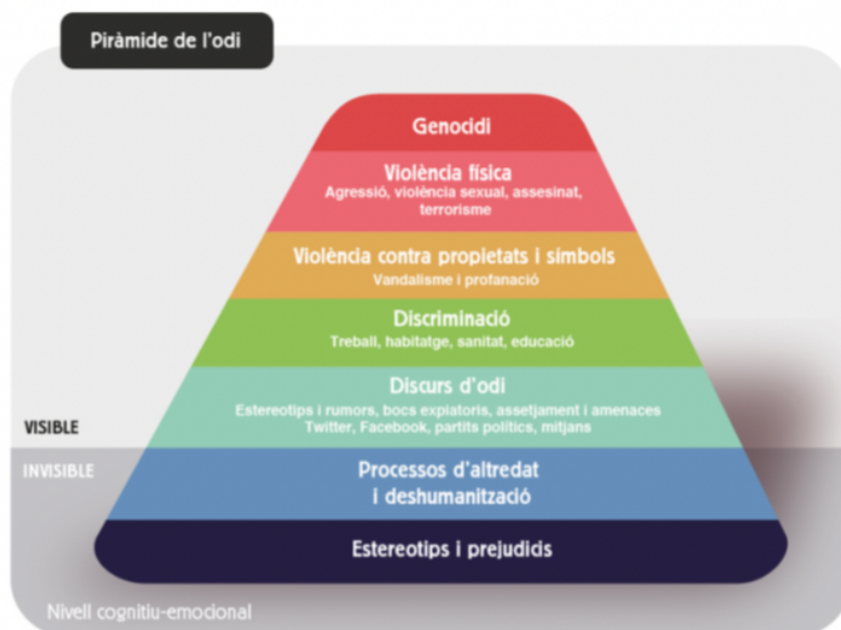 Piràmide de l'odi
Genocidi
Violència física
Agressió, violència sexual, assesinat,
terrorisme
Violència contra propietats i símbols
Vandalisme i profanació
Discriminació
Treball, habitatge, sanitat, educació
Discurs d'odi
Estereotips i rumors, bocs expiatoris, assetjament i amenaces
Twitter, Facebook, partits polítics, mitjans
VISIBLE
INVISIBLE
Processos d'altredat
i deshumanització
Estereotips i prejudicis
Nivell cognitiu-emocional